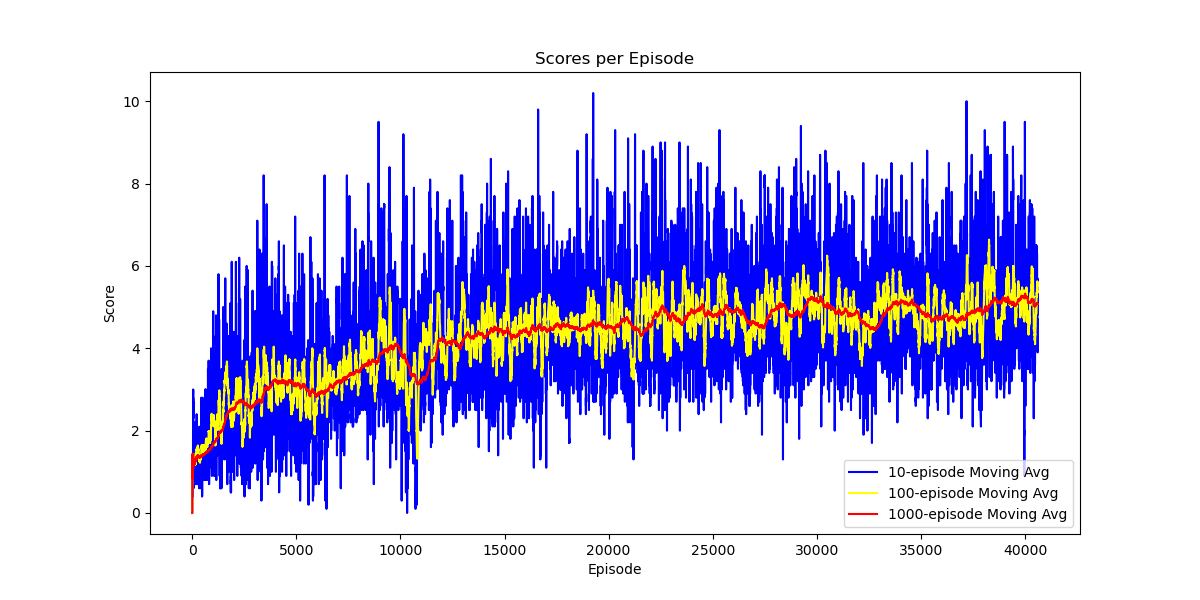 Scores per Episode
Score
10
8
6
4
2
0
0 5000 10000 15000 20000 25000 30000 35000 40000
Episode
10-episode Moving Avg
100-episode Moving Avg
1000-episode Moving Avg